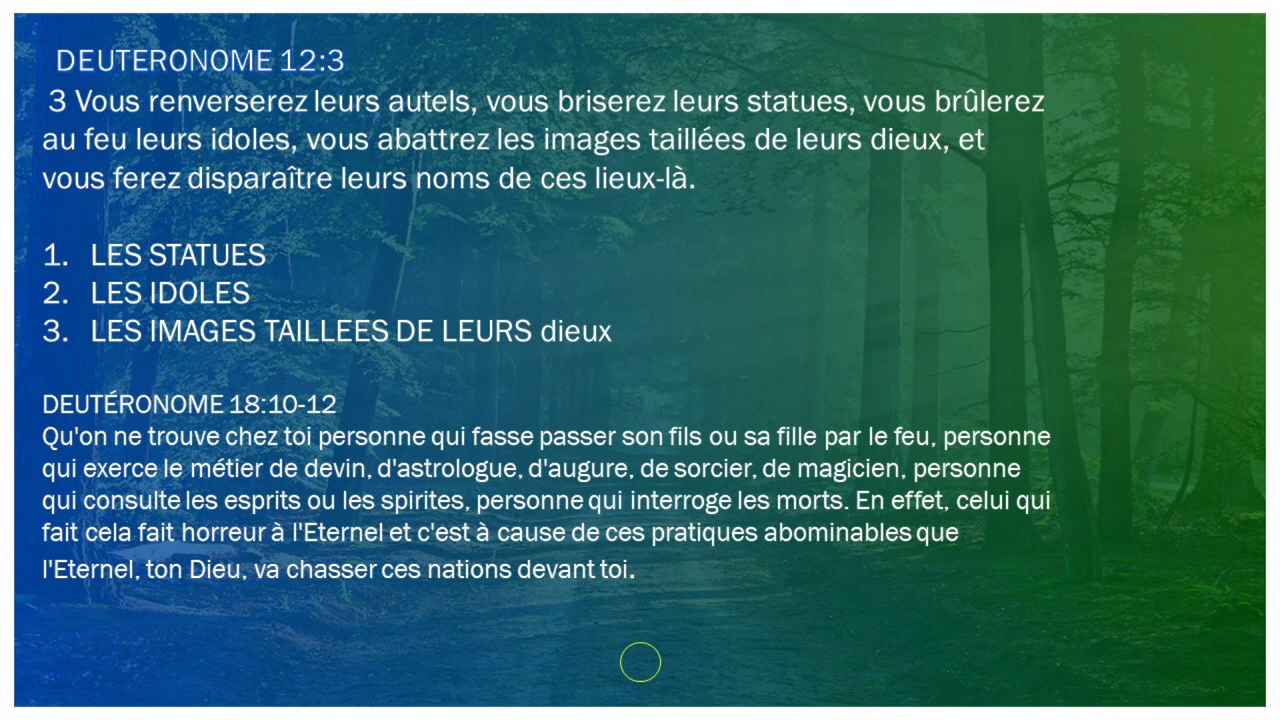 DEUTERONOME 12:3
3 Vous renverserez leurs autels, vous briserez leurs statues, vous brûlerez
au feu leurs idoles, vous abattrez les images taillées de leurs dieux, et
vous ferez disparaître leurs noms de ces lieux-là.
1. LES STATUES
2. LES IDOLES
3. LES IMAGES TAILLEES DE LEURS dieux
DEUTÉRONOME 18:10-12
Qu'on ne trouve chez toi personne qui fasse passer son fils ou sa fille par le feu, personne
qui exerce le métier de devin, d'astrologue, d'augure, de sorcier, de magicien, personne
qui consulte les esprits ou les spirites, personne qui interroge les morts. En effet, celui qui
fait cela fait horreur à l'Eternel et c'est à cause de ces pratiques abominables que
l'Eternel, ton Dieu, va chasser ces nations devant toi.